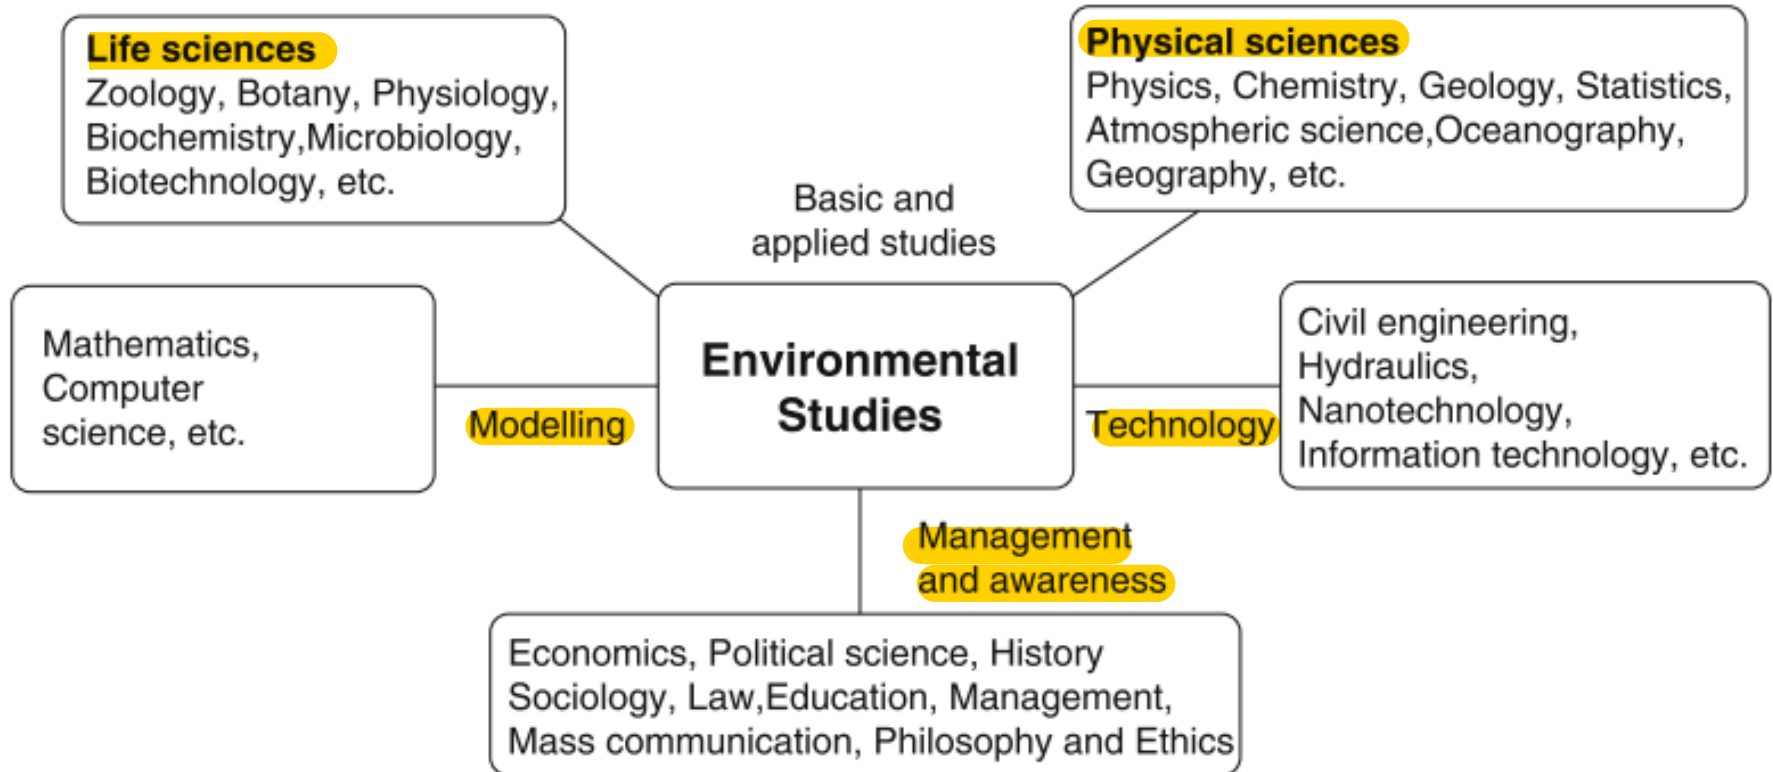 Life sciences
Zoology, Botany, Physiology,
Biochemistry,Microbiology,
Biotechnology, etc.
Physical sciences
Physics, Chemistry, Geology, Statistics,
Atmospheric science,Oceanography,
Geography, etc.
Basic and
applied studies
Mathematics,
Computer
science, etc.
Modelling
Environmental
Studies
Technology
Civil engineering,
Hydraulics,
Nanotechnology,
Information technology, etc.
Management
and awareness
Economics, Political science, History
Sociology, Law,Education, Management,
Mass communication, Philosophy and Ethics